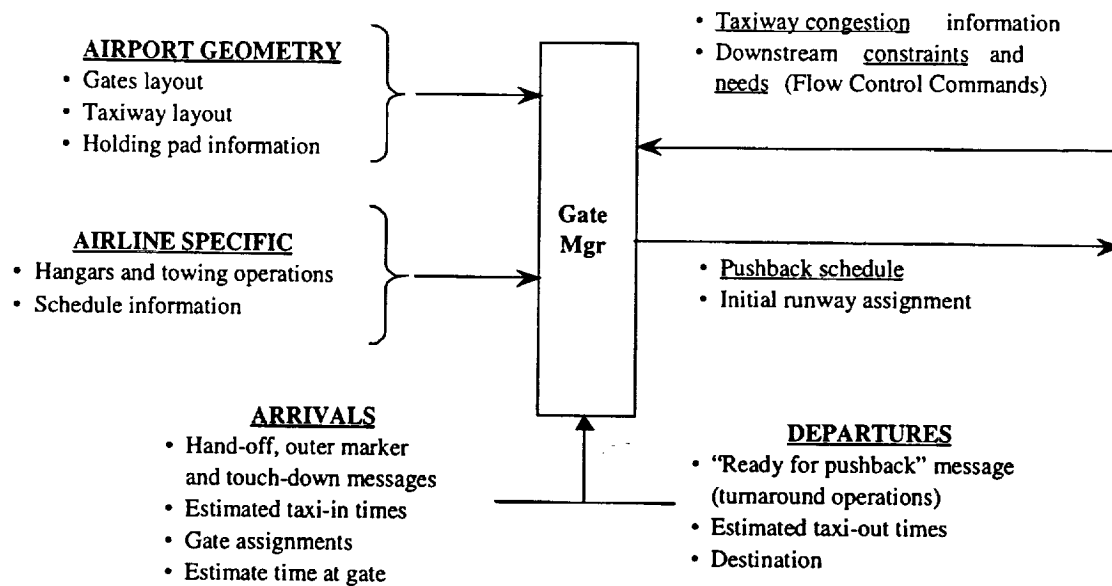 AIRPORT GEOMETRY
• Gates layout
• Taxiway layout
• Holding pad information
AIRLINE SPECIFIC
• Hangars and towing operations
• Schedule information
Gate
Mgr
• Taxiway congestion information
• Downstream constraints and
needs (Flow Control Commands)
• Pushback schedule
• Initial runway assignment
ARRIVALS
• Hand-off, outer marker
and touch-down messages
• Estimated taxi-in times
• Gate assignments
• Estimate time at gate
DEPARTURES
• “Ready for pushback” message
(turnaround operations)
• Estimated taxi-out times
• Destination